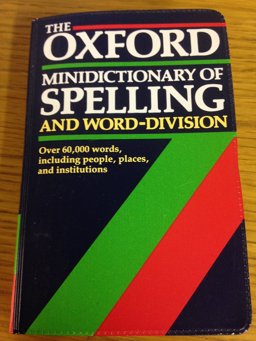 THE
OXFORD
MINIDICTIONARY OF
SPELLING
AND WORD-DIVISION
Over 60,000 words,
including people, places,
and institutions